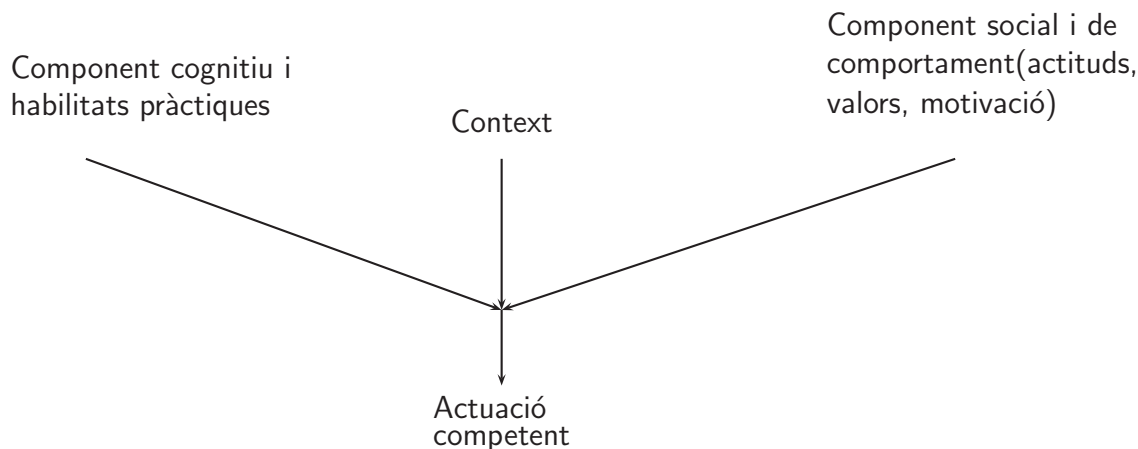 Component cognitiu i
habilitats pràctiques
Context
Component social i de
comportament(actituds,
valors, motivació)
Actuació
competent